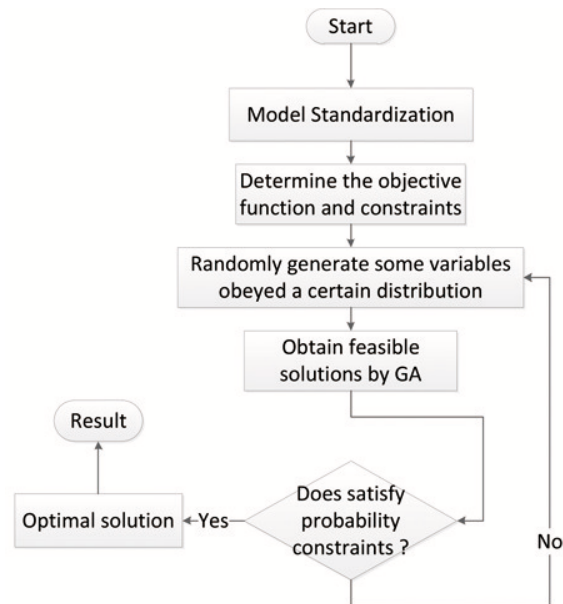 Start
Model Standardization
Determine the objective
function and constraints
Randomly generate some variables
obeyed a certain distribution
Obtain feasible
solutions by GA
Result
Does satisfy
probability
constraints ?
Optimal solution
Yes
No